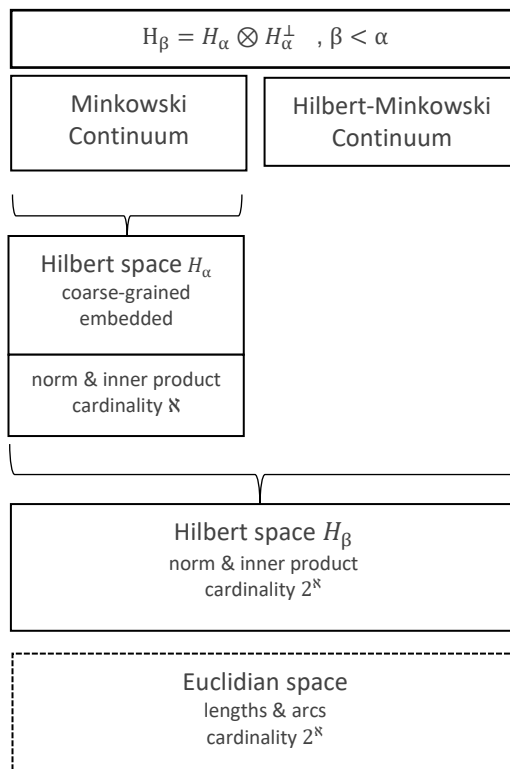 H_β = H_α ⊗ H_α^⊥ , β < α
Minkowski
Continuum
Hilbert-Minkowski
Continuum
Hilbert space H_α
coarse-grained
embedded
norm & inner product
cardinality ℵ
Hilbert space H_β
norm & inner product
cardinality 2^ℵ
Euclidian space
lengths & arcs
cardinality 2^ℵ